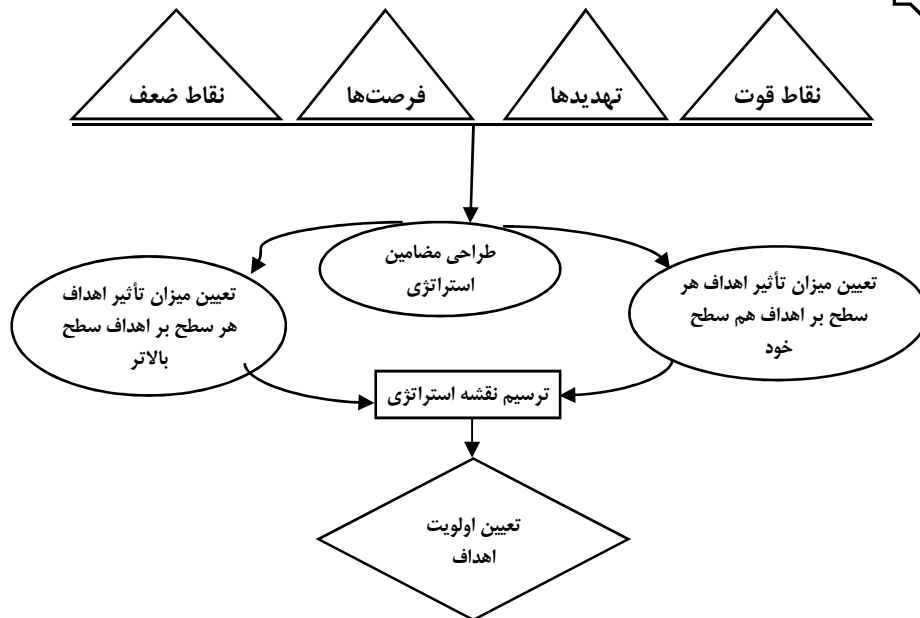 نقاط قوت
تهدیدها
فرصت‌ها
نقاط ضعف
طراحی مضامین
استراتژی
تعیین میزان تأثیر اهداف هر
سطح بر اهداف هم سطح
خود
تعیین میزان تأثیر اهداف
هر سطح بر اهداف سطح
بالاتر
ترسیم نقشه استراتژی
تعیین اولویت
اهداف